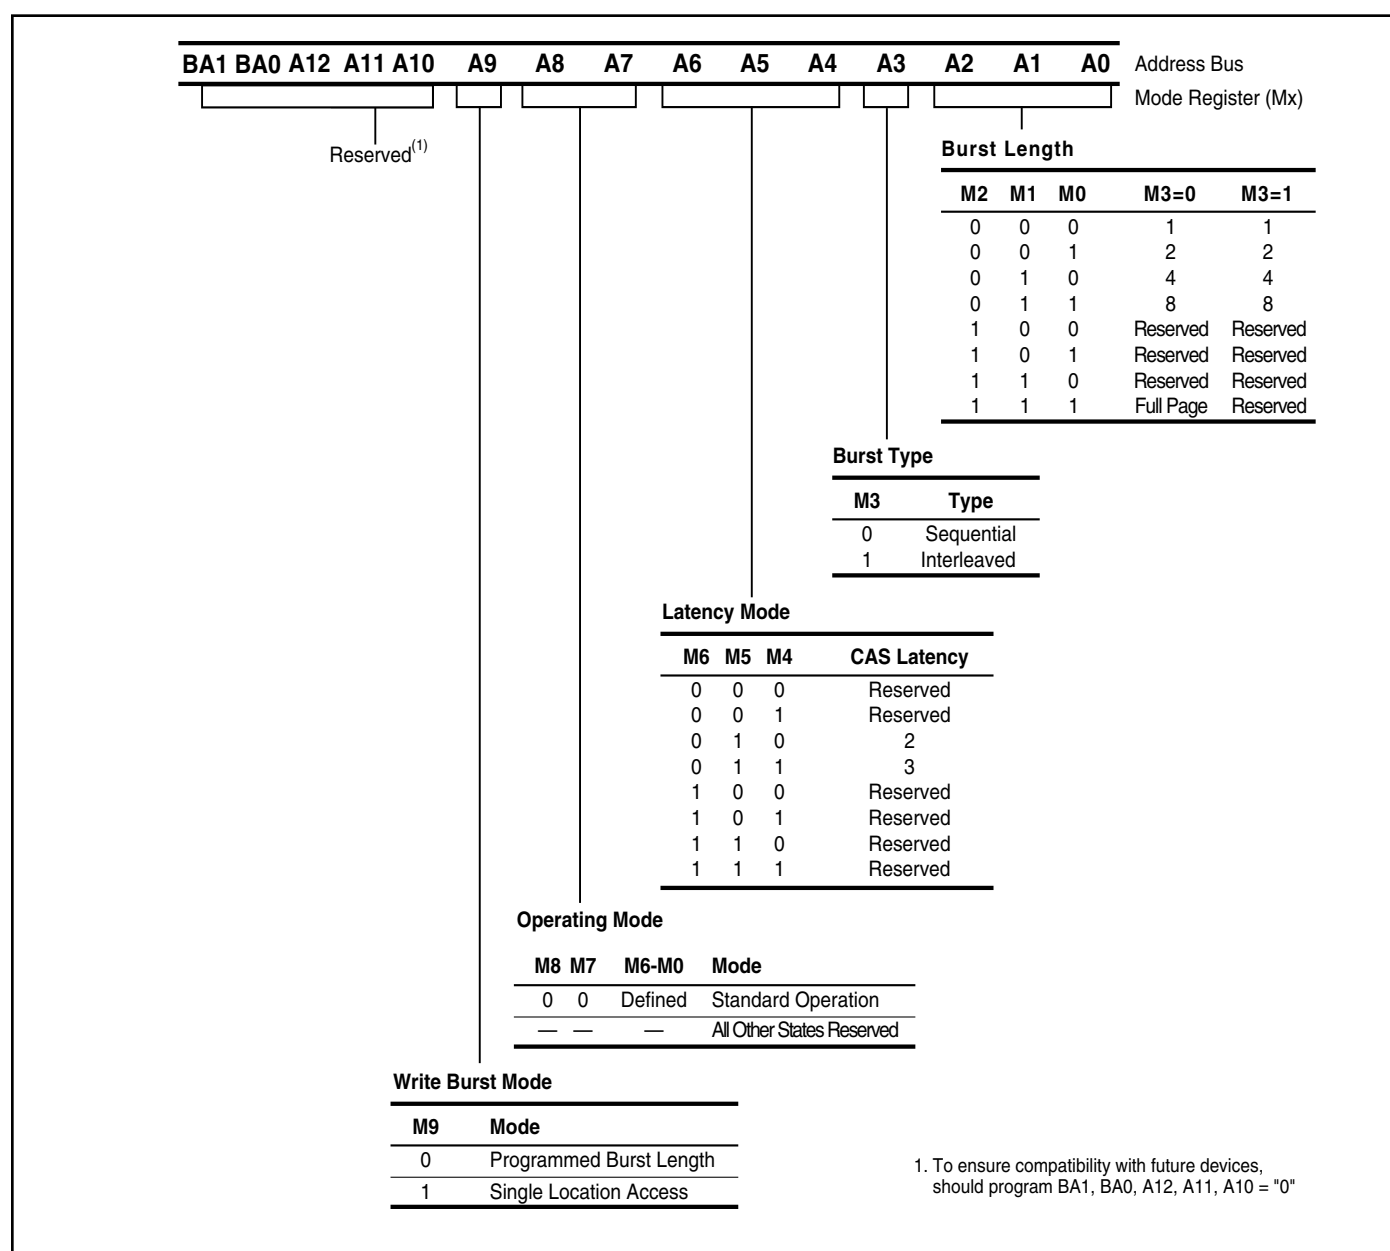 BA1 BA0 A12 A11 A10 A9 A8 A7 A6 A5 A4 A3 A2 A1 A0 Address Bus
Mode Register (Mx)
Reserved(1)
Burst Length
M2 M1 M0 M3=0 M3=1
0 0 0 1 1
0 0 1 2 2
0 1 0 4 4
0 1 1 8 8
1 0 0 Reserved Reserved
1 0 1 Reserved Reserved
1 1 0 Reserved Reserved
1 1 1 Full Page Reserved
Burst Type
M3 Type
0 Sequential
1 Interleaved
Latency Mode
M6 M5 M4 CAS Latency
0 0 0 Reserved
0 0 1 Reserved
0 1 0 2
0 1 1 3
1 0 0 Reserved
1 0 1 Reserved
1 1 0 Reserved
1 1 1 Reserved
Operating Mode
M8 M7 M6-M0 Mode
0 0 Defined Standard Operation
— — — All Other States Reserved
Write Burst Mode
M9 Mode
0 Programmed Burst Length
1 Single Location Access
1. To ensure compatibility with future devices,
should program BA1, BA0, A12, A11, A10 = "0"